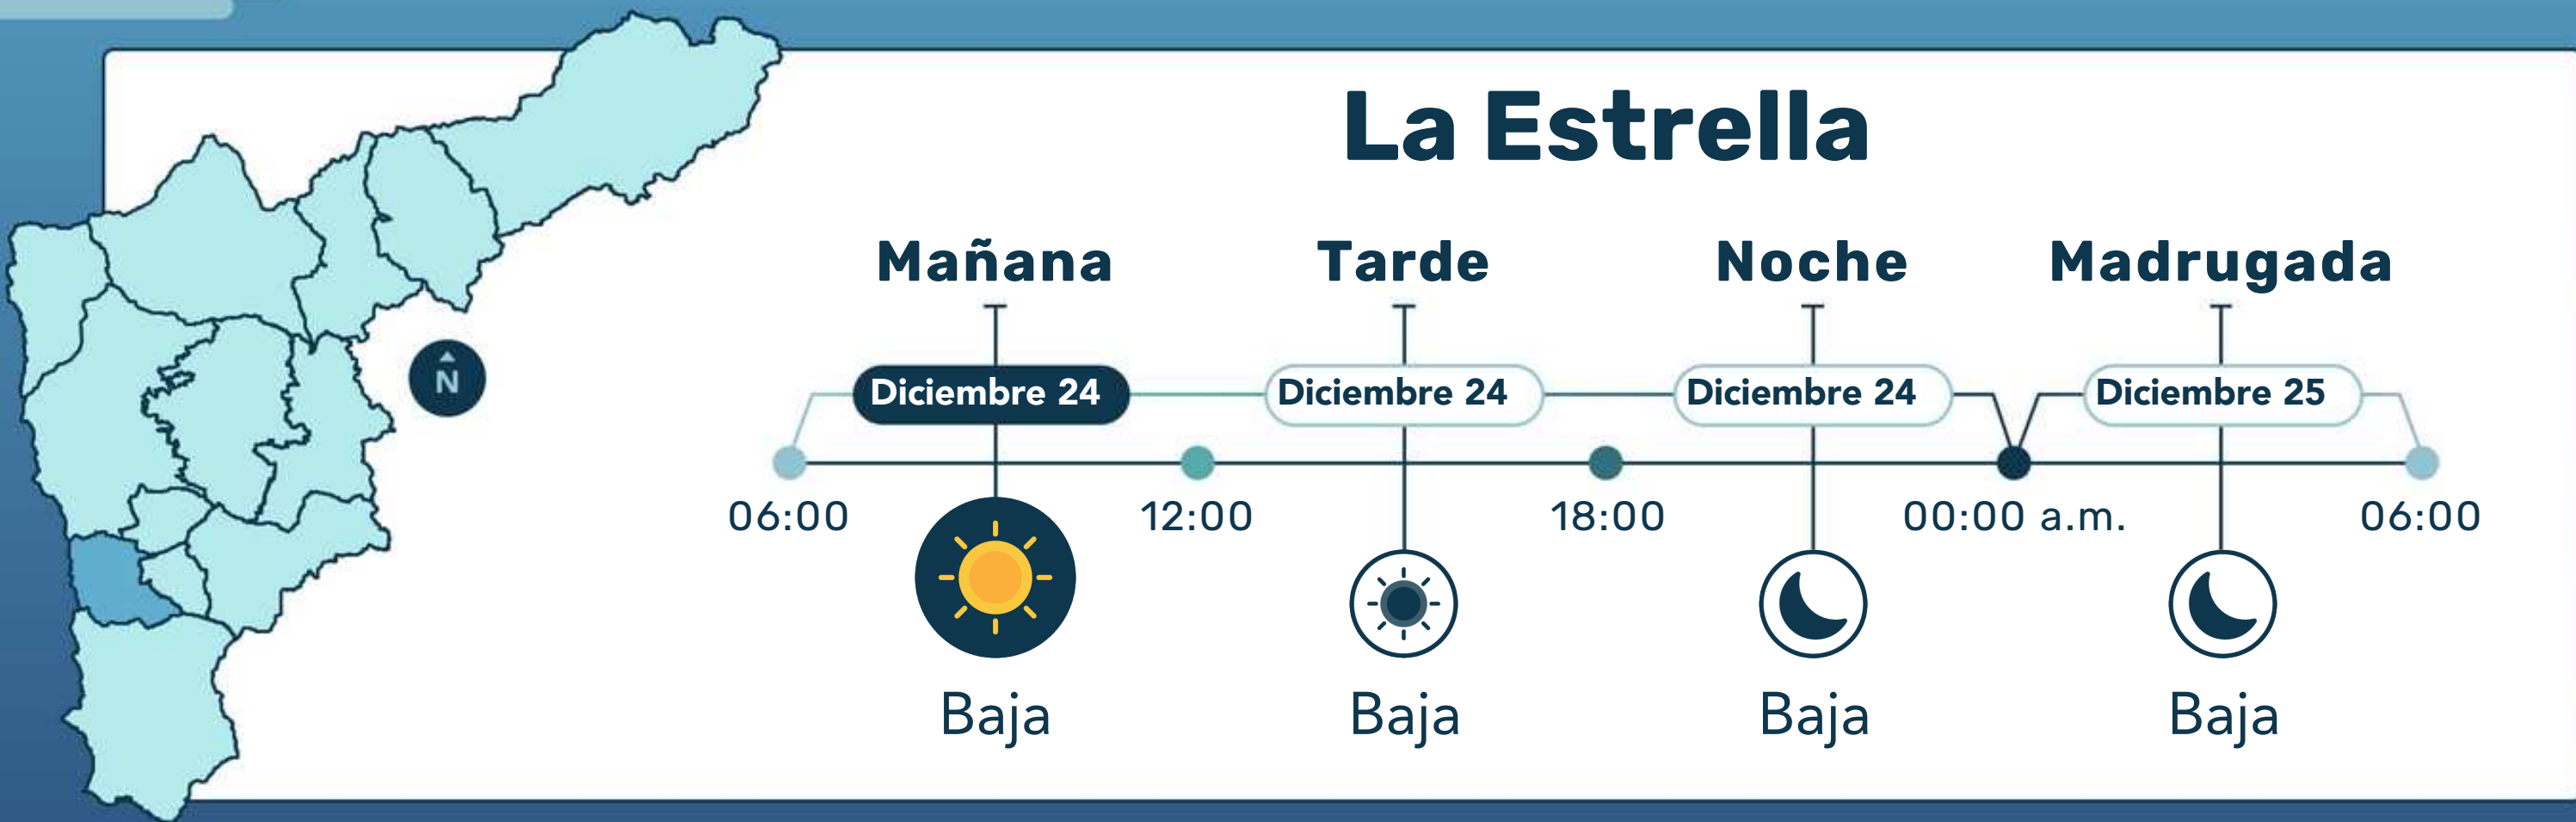 La Estrella
Mañana Tarde Noche Madrugada
Diciembre 24 Diciembre 24 Diciembre 24 Diciembre 25
N
06:00 12:00 18:00 00:00 a.m. 06:00
Baja Baja Baja Baja